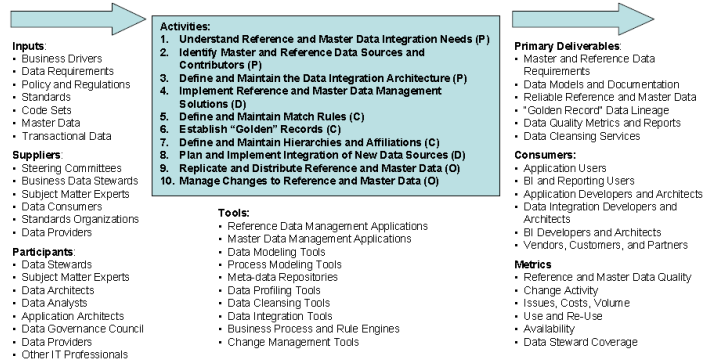 Inputs:
▪ Business Drivers
▪ Data Requirements
▪ Policy and Regulations
▪ Standards
▪ Code Sets
▪ Master Data
▪ Transactional Data
Suppliers:
▪ Steering Committees
▪ Business Data Stewards
▪ Subject Matter Experts
▪ Data Consumers
▪ Standards Organizations
▪ Data Providers
Participants:
▪ Data Stewards
▪ Subject Matter Experts
▪ Data Architects
▪ Data Analysts
▪ Application Architects
▪ Data Governance Council
▪ Data Providers
▪ Other IT Professionals
Activities:
1. Understand Reference and Master Data Integration Needs (P)
2. Identify Master and Reference Data Sources and
Contributors (P)
3. Define and Maintain the Data Integration Architecture (P)
4. Implement Reference and Master Data Management
Solutions (D)
5. Define and Maintain Match Rules (C)
6. Establish “Golden” Records (C)
7. Define and Maintain Hierarchies and Affiliations (C)
8. Plan and Implement Integration of New Data Sources (D)
9. Replicate and Distribute Reference and Master Data (O)
10. Manage Changes to Reference and Master Data (O)
Tools:
▪ Reference Data Management Applications
▪ Master Data Management Applications
▪ Data Modeling Tools
▪ Process Modeling Tools
▪ Meta-data Repositories
▪ Data Profiling Tools
▪ Data Cleansing Tools
▪ Data Integration Tools
▪ Business Process and Rule Engines
▪ Change Management Tools
Primary Deliverables:
▪ Master and Reference Data
Requirements
▪ Data Models and Documentation
▪ Reliable Reference and Master Data
▪ "Golden Record" Data Lineage
▪ Data Quality Metrics and Reports
▪ Data Cleansing Services
Consumers:
▪ Application Users
▪ BI and Reporting Users
▪ Application Developers and Architects
▪ Data Integration Developers and
Architects
▪ BI Developers and Architects
▪ Vendors, Customers, and Partners
Metrics
▪ Reference and Master Data Quality
▪ Change Activity
▪ Issues, Costs, Volume
▪ Use and Re-Use
▪ Availability
▪ Data Steward Coverage